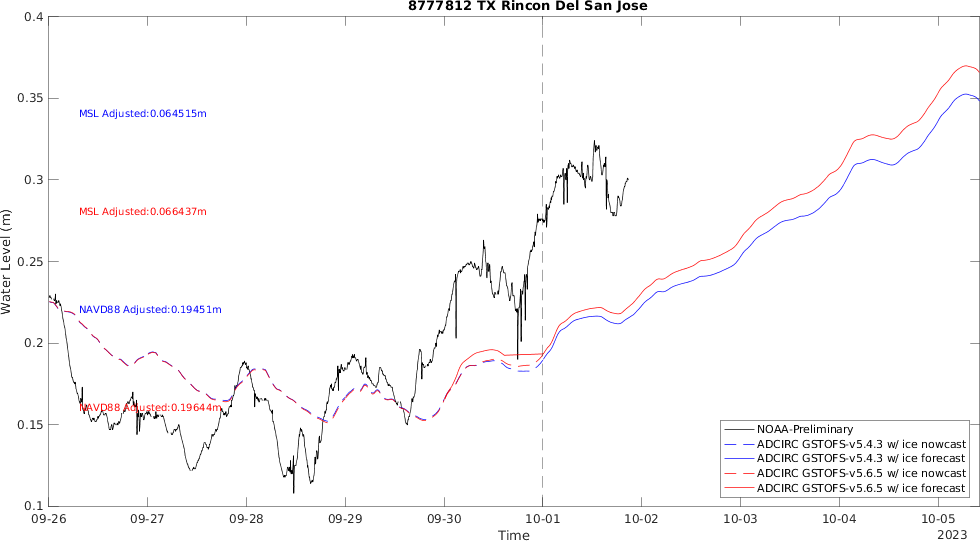 8777812 TX Rincon Del San Jose
0.4
0.35
0.3
0.25
0.2
0.15
0.1
Water Level (m)
MSL Adjusted:0.064515m
MSL Adjusted:0.066437m
NAVD88 Adjusted:0.19451m
NAVD88 Adjusted:0.19644m
NOAA-Preliminary
ADCIRC GSTOFS-v5.4.3 w/ ice nowcast
ADCIRC GSTOFS-v5.4.3 w/ ice forecast
ADCIRC GSTOFS-v5.6.5 w/ ice nowcast
ADCIRC GSTOFS-v5.6.5 w/ ice forecast
09-26 09-27 09-28 09-29 09-30 10-01 10-02 10-03 10-04 10-05
Time
2023